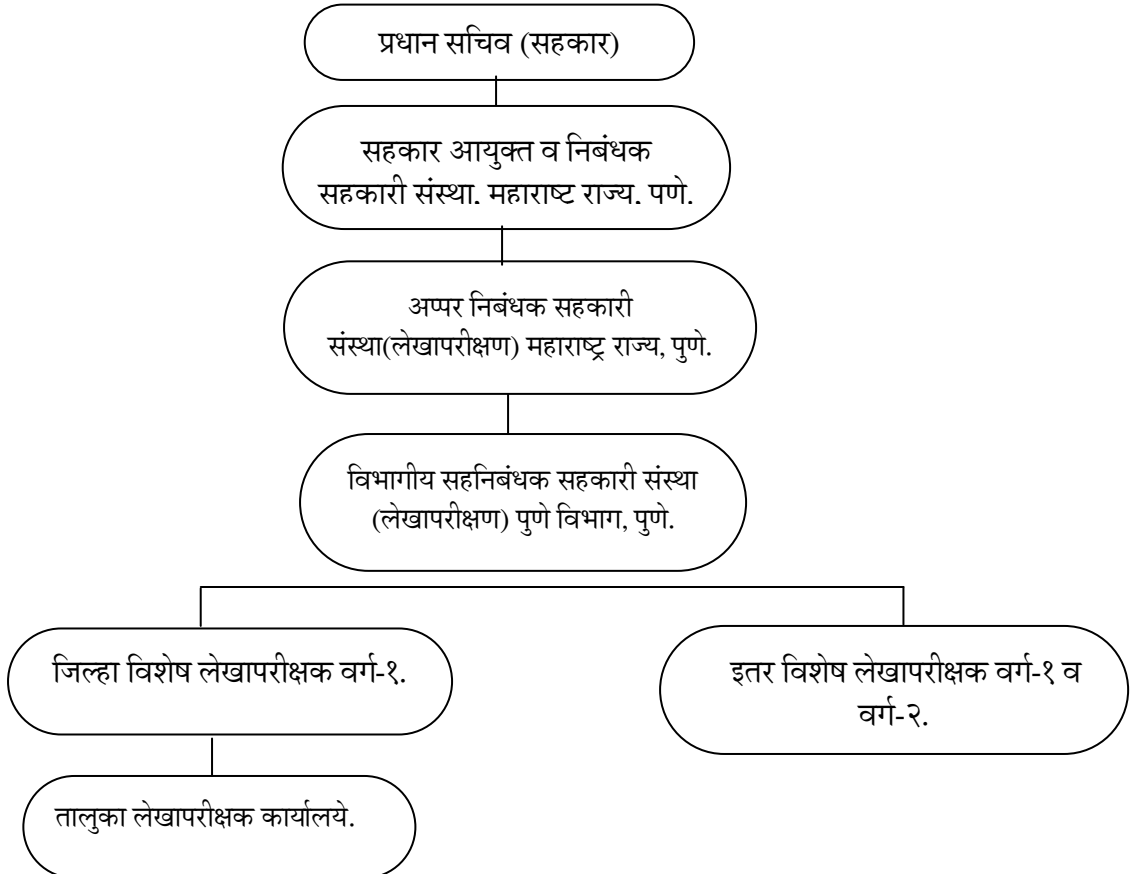 प्रधान सचिव (सहकार)
सहकार आयुक्त व निबंधक
सहकारी संस्था. महाराष्ट राज्य. पणे.
अप्पर निबंधक सहकारी
संस्था(लेखापरीक्षण) महाराष्ट्र राज्य, पुणे.
विभागीय सहनिबंधक सहकारी संस्था
(लेखापरीक्षण) पुणे विभाग, पुणे.
जिल्हा विशेष लेखापरीक्षक वर्ग-१.
इतर विशेष लेखापरीक्षक वर्ग-१ व
वर्ग-२.
तालुका लेखापरीक्षक कार्यालये.